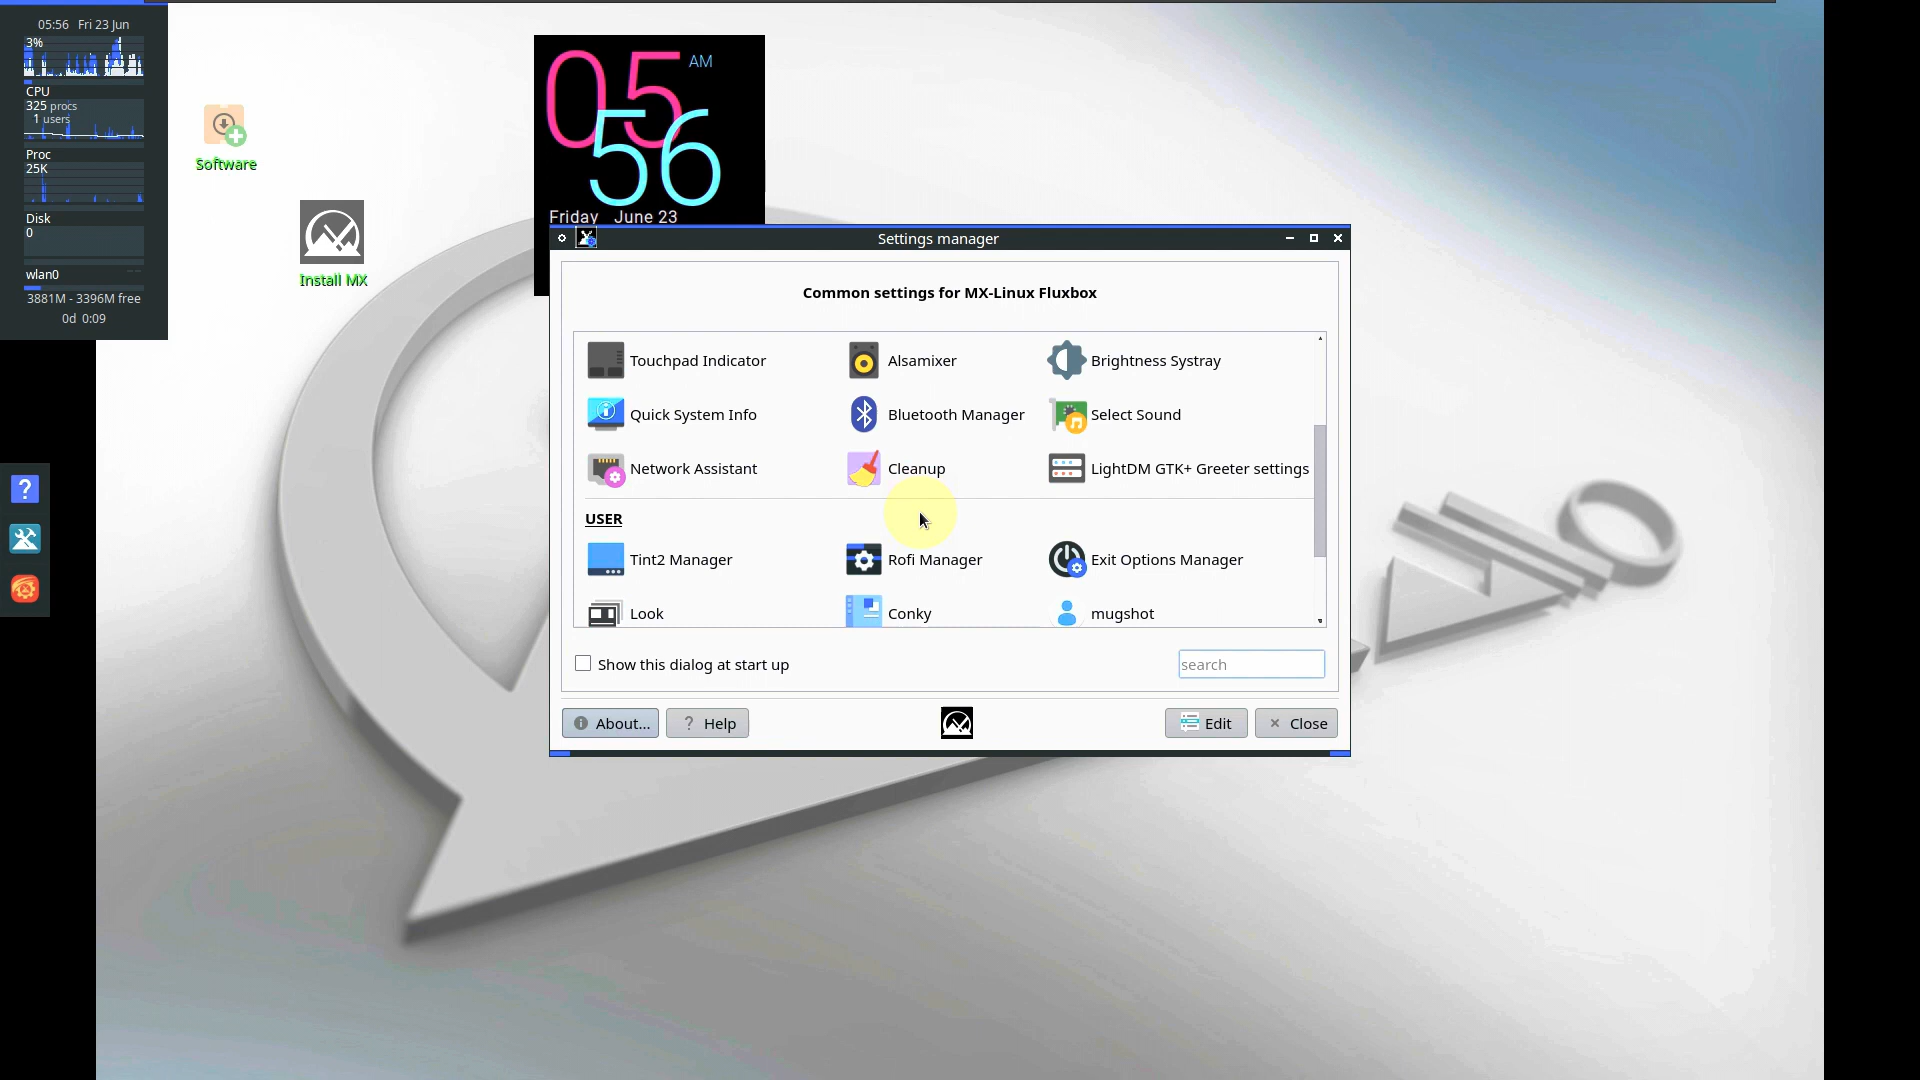 05:56 Fri 23 Jun
3%
CPU
325 procs
1 users
Proc
25K
Disk
0
wlan0
3881M - 3396M free
0d 0:09
Software
Install MX
05
AM
56
Friday June 23
Settings manager
Common settings for MX-Linux Fluxbox
Touchpad Indicator Alsamixer Brightness Systray
Quick System Info Bluetooth Manager Select Sound
Network Assistant Cleanup LightDM GTK+ Greeter settings
USER
Tint2 Manager Rofi Manager Exit Options Manager
Look Conky mugshot
Show this dialog at start up search
About... ? Help Edit Close
?